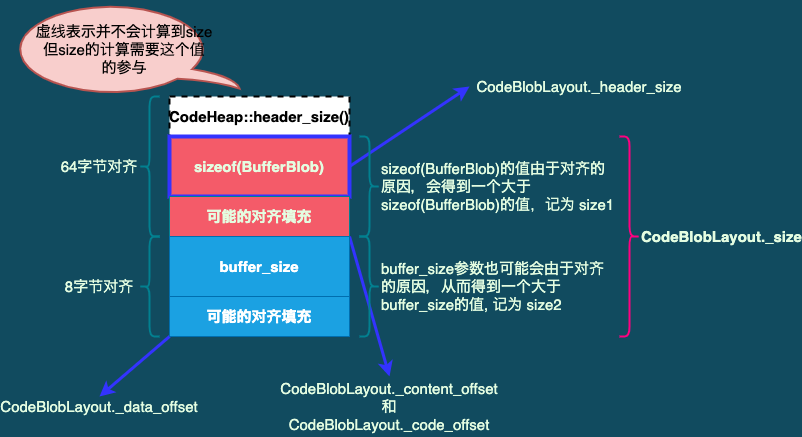 虚线表示并不会计算到size
但size的计算需要这个值
的参与
CodeBlobLayout._header_size
CodeHeap::header_size()
64字节对齐
sizeof(BufferBlob)
sizeof(BufferBlob)的值由于对齐的
原因，会得到一个大于
sizeof(BufferBlob)的值，记为 size1
可能的对齐填充
CodeBlobLayout._size
8字节对齐
buffer_size
buffer_size参数也可能会由于对齐
的原因，从而得到一个大于
buffer_size的值, 记为 size2
可能的对齐填充
CodeBlobLayout._data_offset
CodeBlobLayout._content_offset
和
CodeBlobLayout._code_offset